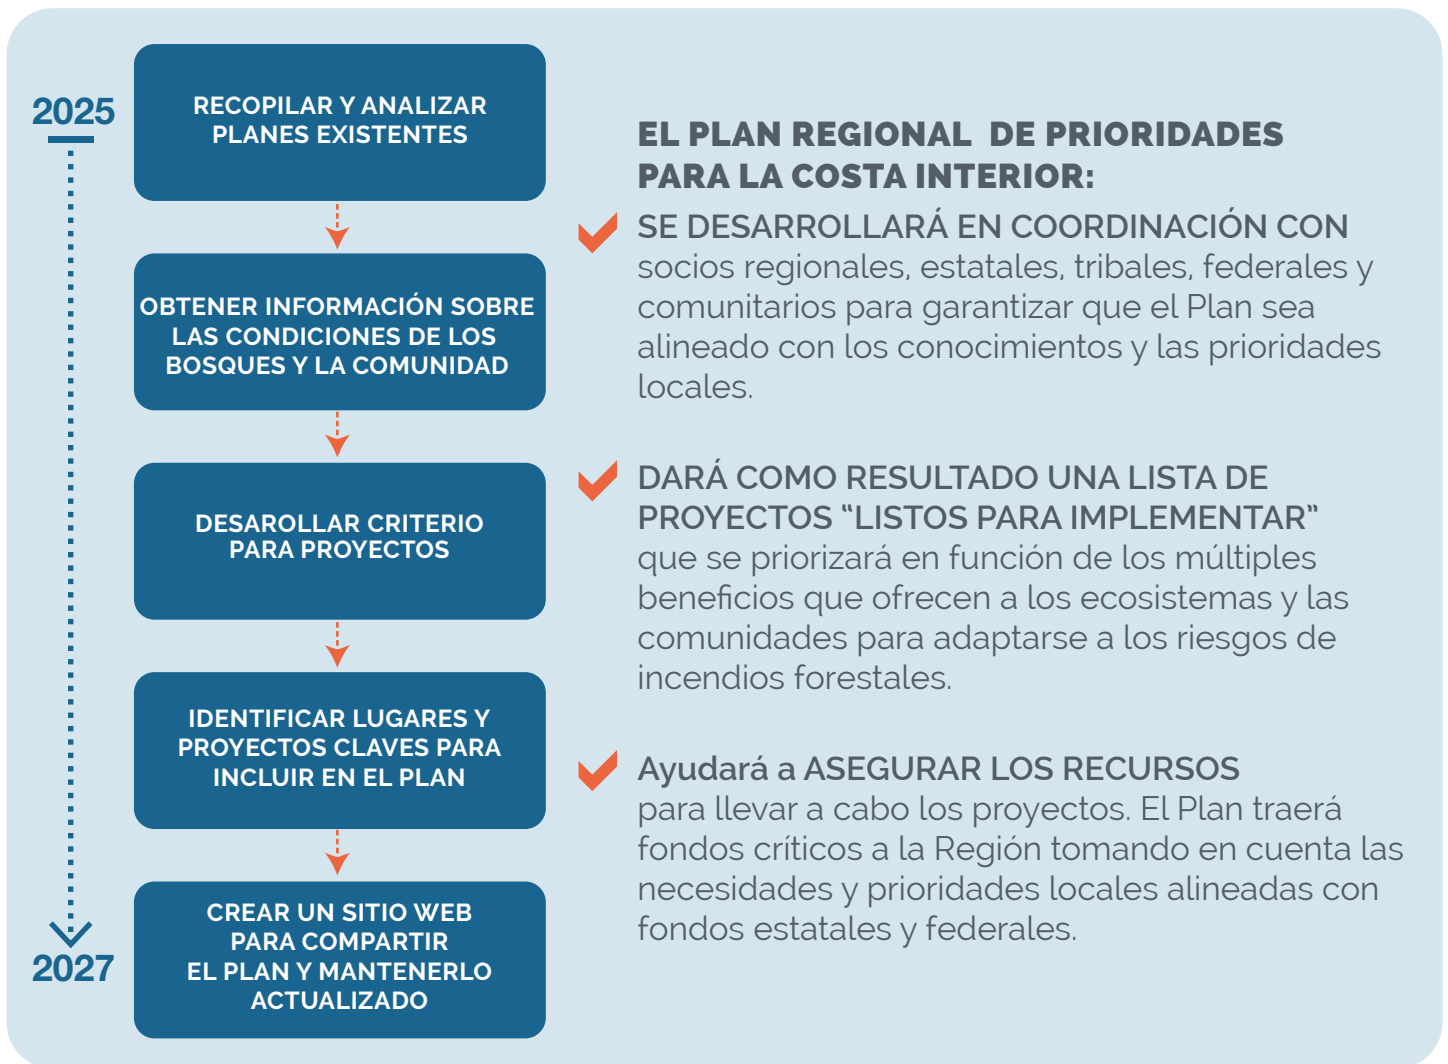 2025
RECOPILAR Y ANALIZAR
PLANES EXISTENTES
OBTENER INFORMACIÓN SOBRE
LAS CONDICIONES DE LOS
BOSQUES Y LA COMUNIDAD
DESAROLLAR CRITERIO
PARA PROYECTOS
IDENTIFICAR LUGARES Y
PROYECTOS CLAVES PARA
INCLUIR EN EL PLAN
CREAR UN SITIO WEB
PARA COMPARTIR
EL PLAN Y MANTENERLO
ACTUALIZADO
2027
EL PLAN REGIONAL DE PRIORIDADES
PARA LA COSTA INTERIOR:
SE DESARROLLARÁ EN COORDINACIÓN CON
socios regionales, estatales, tribales, federales y
comunitarios para garantizar que el Plan sea
alineado con los conocimientos y las prioridades
locales.
DARÁ COMO RESULTADO UNA LISTA DE
PROYECTOS “LISTOS PARA IMPLEMENTAR”
que se priorizará en función de los múltiples
beneficios que ofrecen a los ecosistemas y las
comunidades para adaptarse a los riesgos de
incendios forestales.
Ayudará a ASEGURAR LOS RECURSOS
para llevar a cabo los proyectos. El Plan traerá
fondos críticos a la Región tomando en cuenta las
necesidades y prioridades locales alineadas con
fondos estatales y federales.